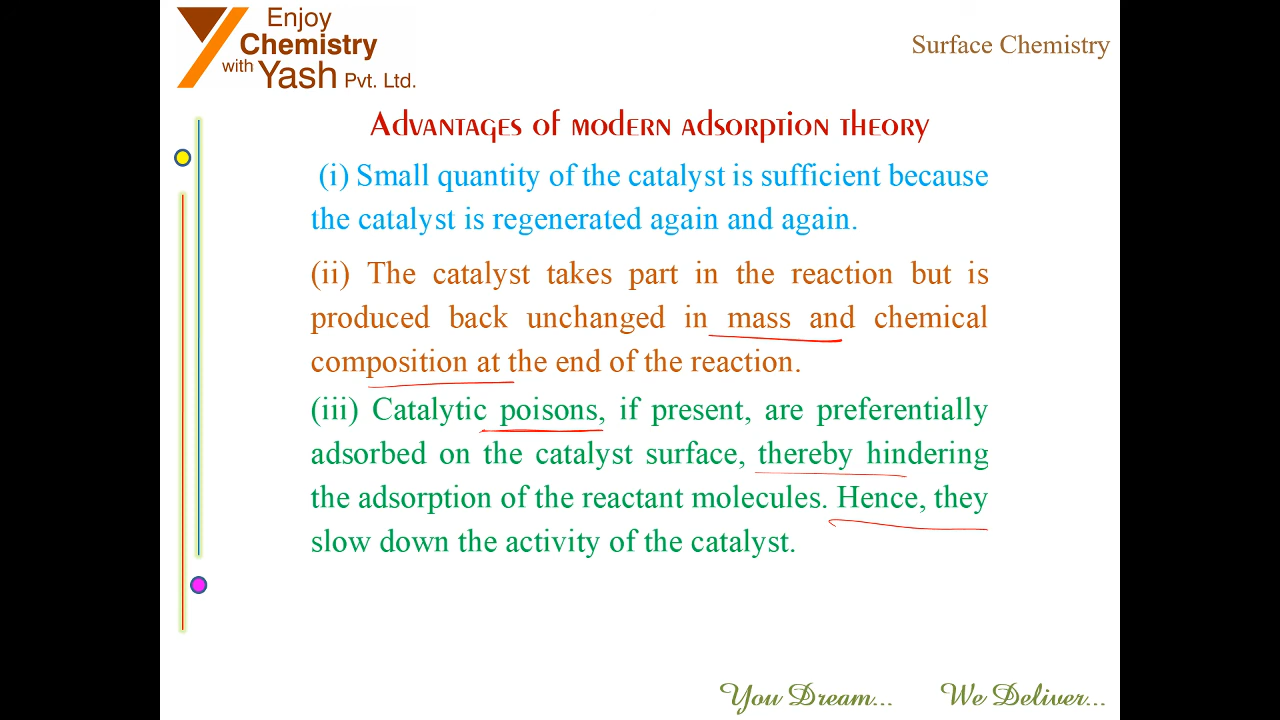 Enjoy
Chemistry
with Yash Pvt. Ltd.
Surface Chemistry
Advantages of modern adsorption theory
(i) Small quantity of the catalyst is sufficient because
the catalyst is regenerated again and again.
(ii) The catalyst takes part in the reaction but is
produced back unchanged in mass and chemical
composition at the end of the reaction.
(iii) Catalytic poisons, if present, are preferentially
adsorbed on the catalyst surface, thereby hindering
the adsorption of the reactant molecules. Hence, they
slow down the activity of the catalyst.
You Dream... We Deliver...